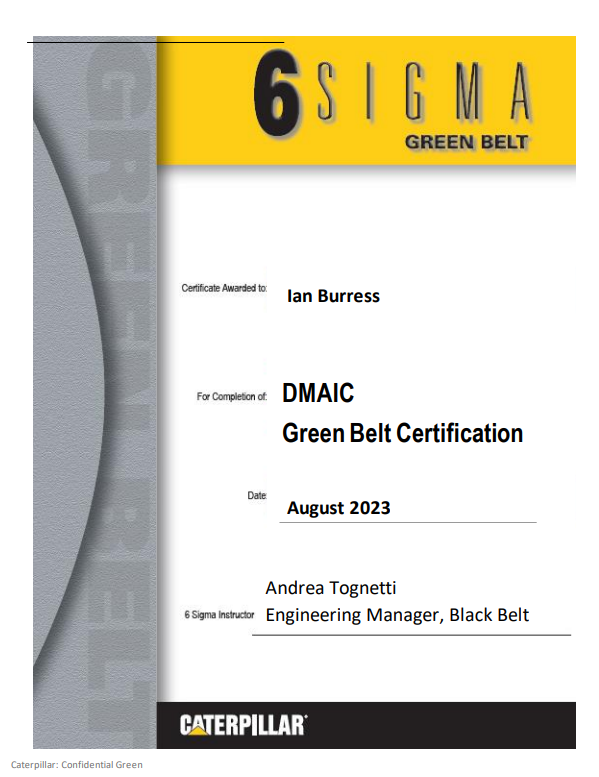 6 SIGMA
GREEN BELT
GREEN BELT
Certificate Awarded to:
Ian Burress
For Completion of:
DMAIC
Green Belt Certification
Date:
August 2023
Andrea Tognetti
6 Sigma Instructor
Engineering Manager, Black Belt
CATERPILLAR®
Caterpillar: Confidential Green